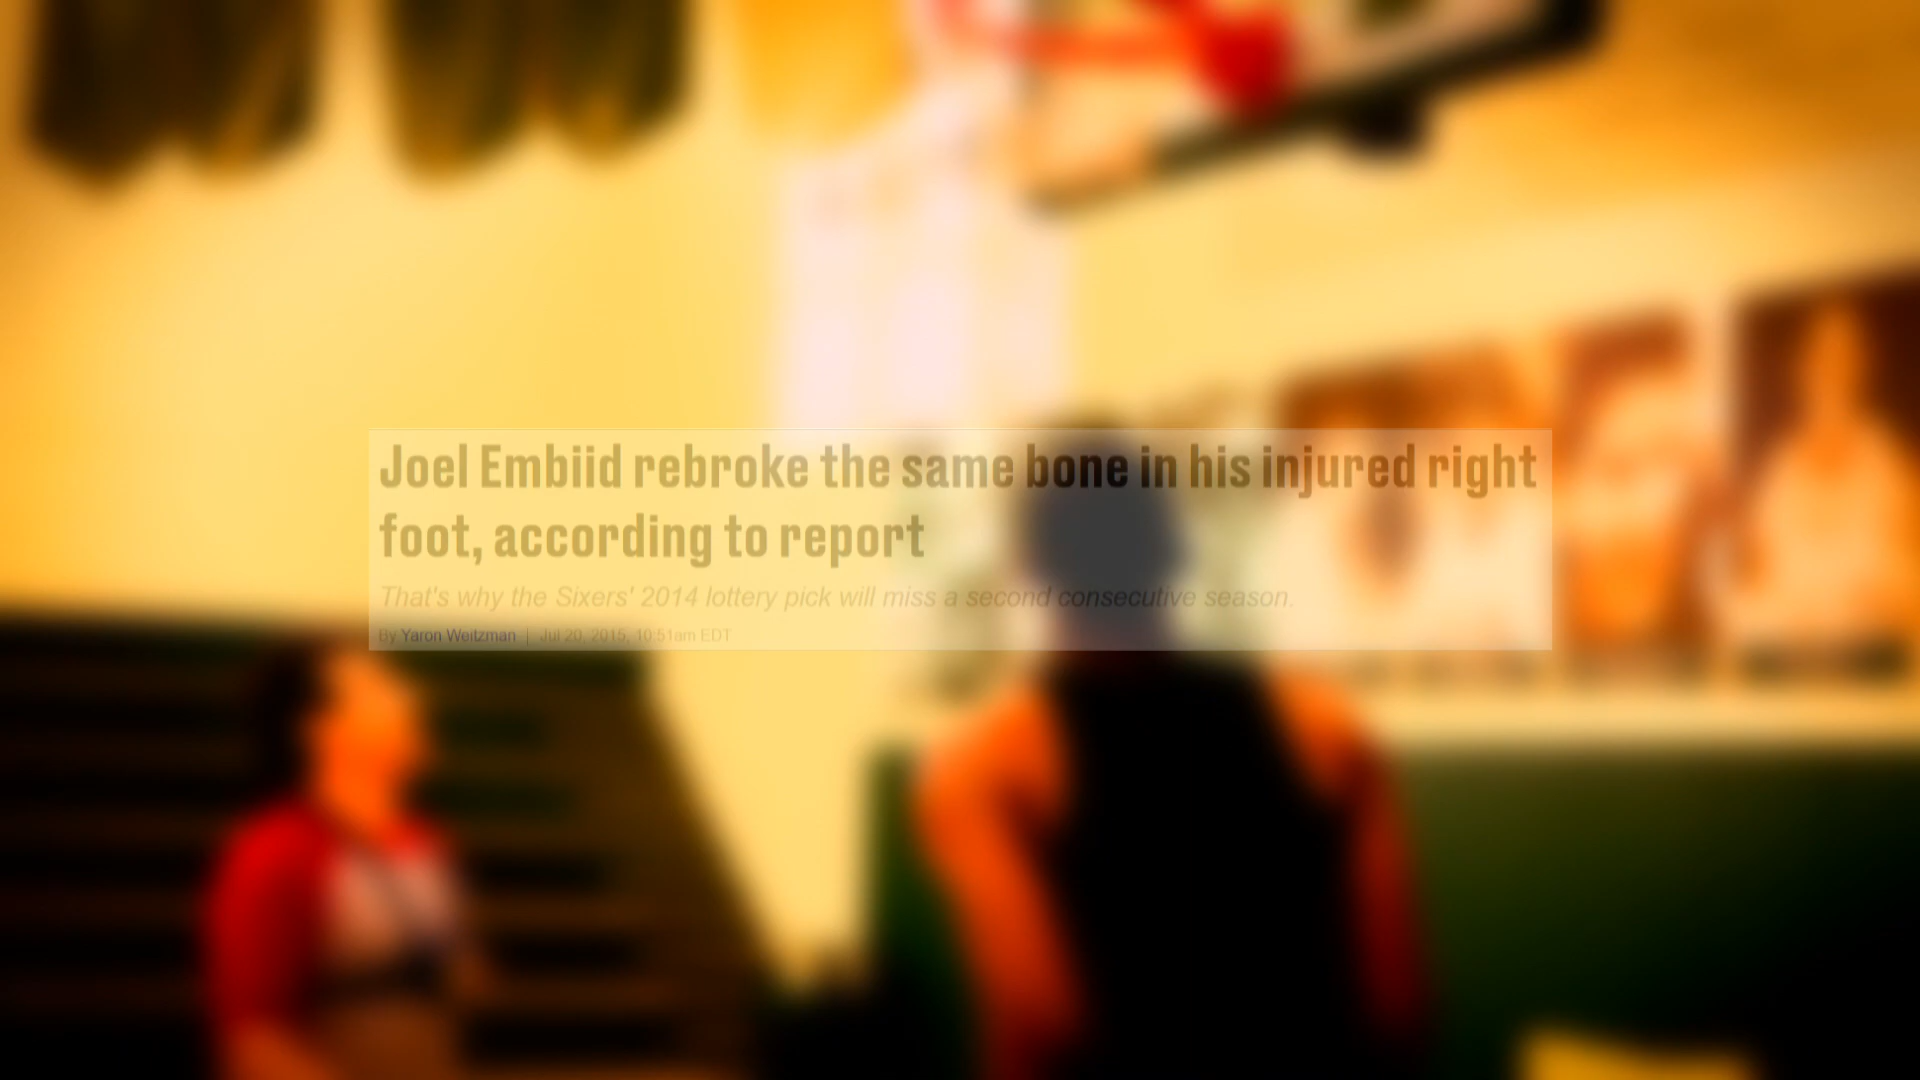 Joel Embiid rebroke the same bone in his injured right
foot, according to report
That's why the Sixers' 2014 lottery pick will miss a second consecutive season.
By Yaron Weitzman | Jul 20, 2015, 10:51am EDT